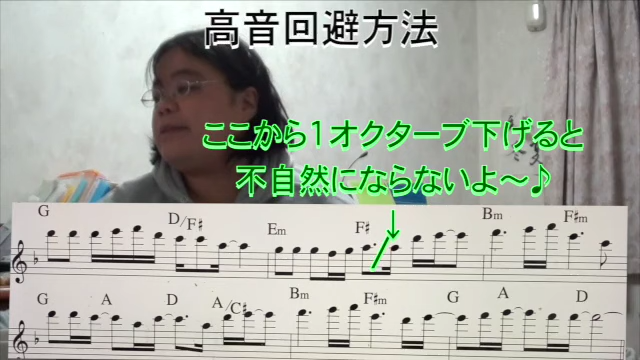 高音回避方法
ここから1オクターブ下げると
不自然にならないよ〜♪
↓
G D/F♯ Em F♯ Bm F♯m
G A D A/C♯ Bm F♯m G A D